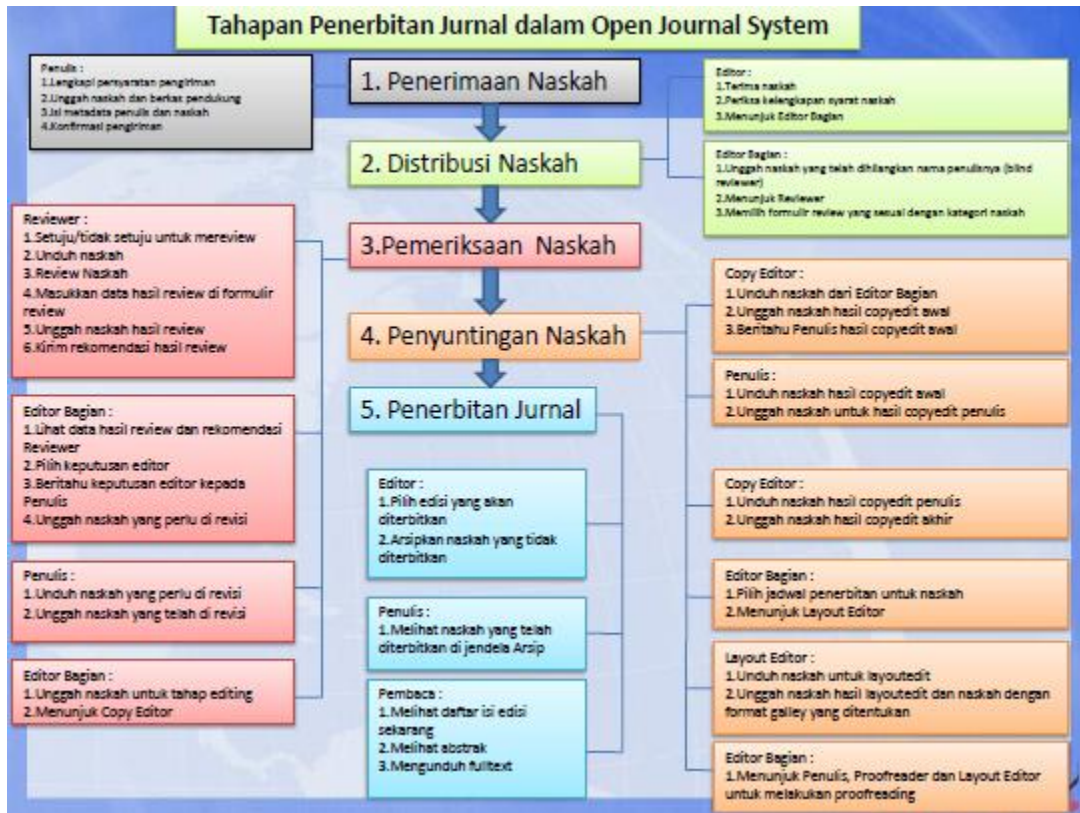 Tahapan Penerbitan Jurnal dalam Open Journal System
1. Penerimaan Naskah
Penulis :
1.Lengkapi persyaratan pengiriman
2.Unggah naskah dan berkas pendukung
3.Isi metadata penulis dan naskah
4.Konfirmasi pengiriman
2. Distribusi Naskah
Editor :
1.Terima naskah
2.Periksa kelengkapan syarat naskah
3.Menunjuk Editor Bagian
Editor Bagian :
1.Unggah naskah yang telah dihilangkan nama penulisnya (blind
reviewer)
2.Menunjuk Reviewer
3.Memilih formulir review yang sesuai dengan kategori naskah
3.Pemeriksaan Naskah
Reviewer :
1.Setuju/tidak setuju untuk mereview
2.Unduh naskah
3.Review Naskah
4.Masukkan data hasil review di formulir
review
5.Unggah naskah hasil review
6.Kirim rekomendasi hasil review
Editor Bagian :
1.Lihat data hasil review dan rekomendasi
Reviewer
2.Pilih keputusan editor
3.Beritahu keputusan editor kepada
Penulis
4.Unggah naskah yang perlu di revisi
Penulis :
1.Unduh naskah yang perlu di revisi
2.Unggah naskah yang telah di revisi
Editor Bagian :
1.Unggah naskah untuk tahap editing
2.Menunjuk Copy Editor
4. Penyuntingan Naskah
Copy Editor :
1.Unduh naskah dari Editor Bagian
2.Unggah naskah hasil copyedit awal
3.Beritahu Penulis hasil copyedit awal
Penulis :
1.Unduh naskah hasil copyedit awal
2.Unggah naskah untuk hasil copyedit penulis
Copy Editor :
1.Unduh naskah hasil copyedit penulis
2.Unggah naskah hasil copyedit akhir
Editor Bagian :
1.Pilih jadwal penerbitan untuk naskah
2.Menunjuk Layout Editor
Layout Editor :
1.Unduh naskah untuk layoutedit
2.Unggah naskah hasil layoutedit dan naskah dengan
format galley yang ditentukan
Editor Bagian :
1.Menunjuk Penulis, Proofreader dan Layout Editor
untuk melakukan proofreading
5. Penerbitan Jurnal
Editor :
1.Pilih edisi yang akan
diterbitkan
2.Arsipkan naskah yang tidak
diterbitkan
Penulis :
1.Melihat naskah yang telah
diterbitkan di jendela Arsip
Pembaca :
1.Melihat daftar isi edisi
sekarang
2.Melihat abstrak
3.Mengunduh fulltext